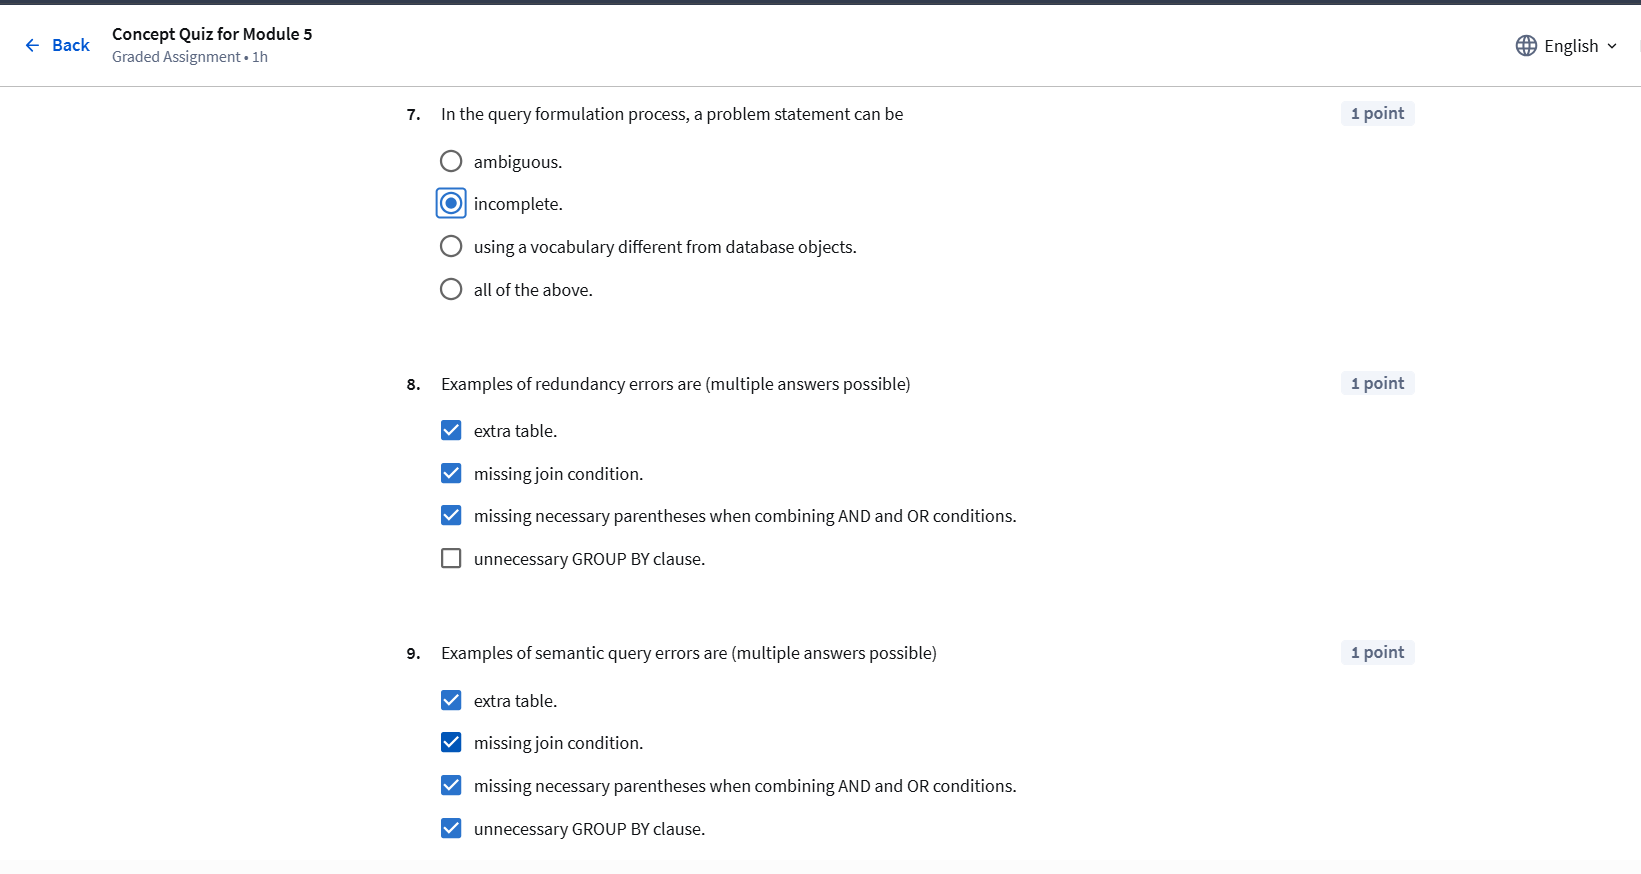 Back
Concept Quiz for Module 5
Graded Assignment • 1h
English
7. In the query formulation process, a problem statement can be
1 point
ambiguous.
incomplete.
using a vocabulary different from database objects.
all of the above.
8. Examples of redundancy errors are (multiple answers possible)
1 point
extra table.
missing join condition.
missing necessary parentheses when combining AND and OR conditions.
unnecessary GROUP BY clause.
9. Examples of semantic query errors are (multiple answers possible)
1 point
extra table.
missing join condition.
missing necessary parentheses when combining AND and OR conditions.
unnecessary GROUP BY clause.